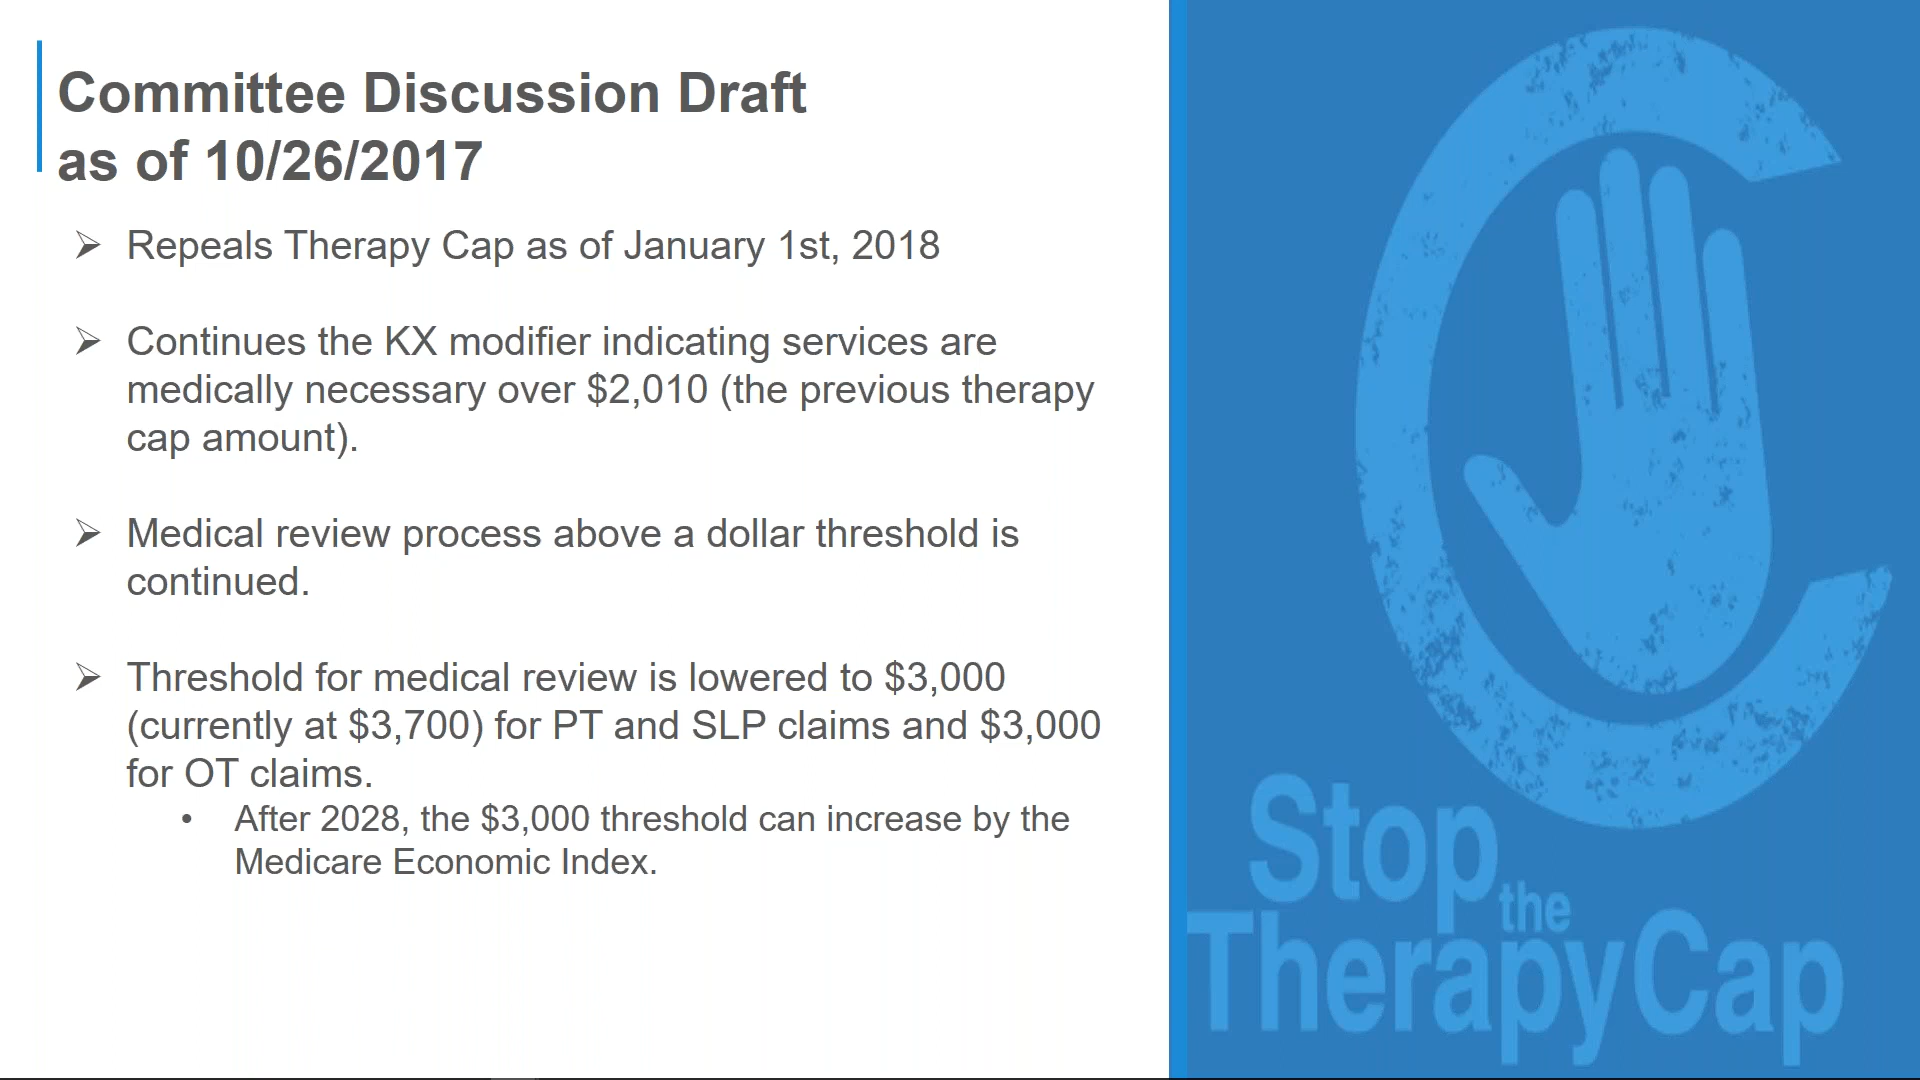 Committee Discussion Draft
as of 10/26/2017
➢ Repeals Therapy Cap as of January 1st, 2018
➢ Continues the KX modifier indicating services are
medically necessary over $2,010 (the previous therapy
cap amount).
➢ Medical review process above a dollar threshold is
continued.
➢ Threshold for medical review is lowered to $3,000
(currently at $3,700) for PT and SLP claims and $3,000
for OT claims.
• After 2028, the $3,000 threshold can increase by the
Medicare Economic Index.
Stop
the
TherapyCap